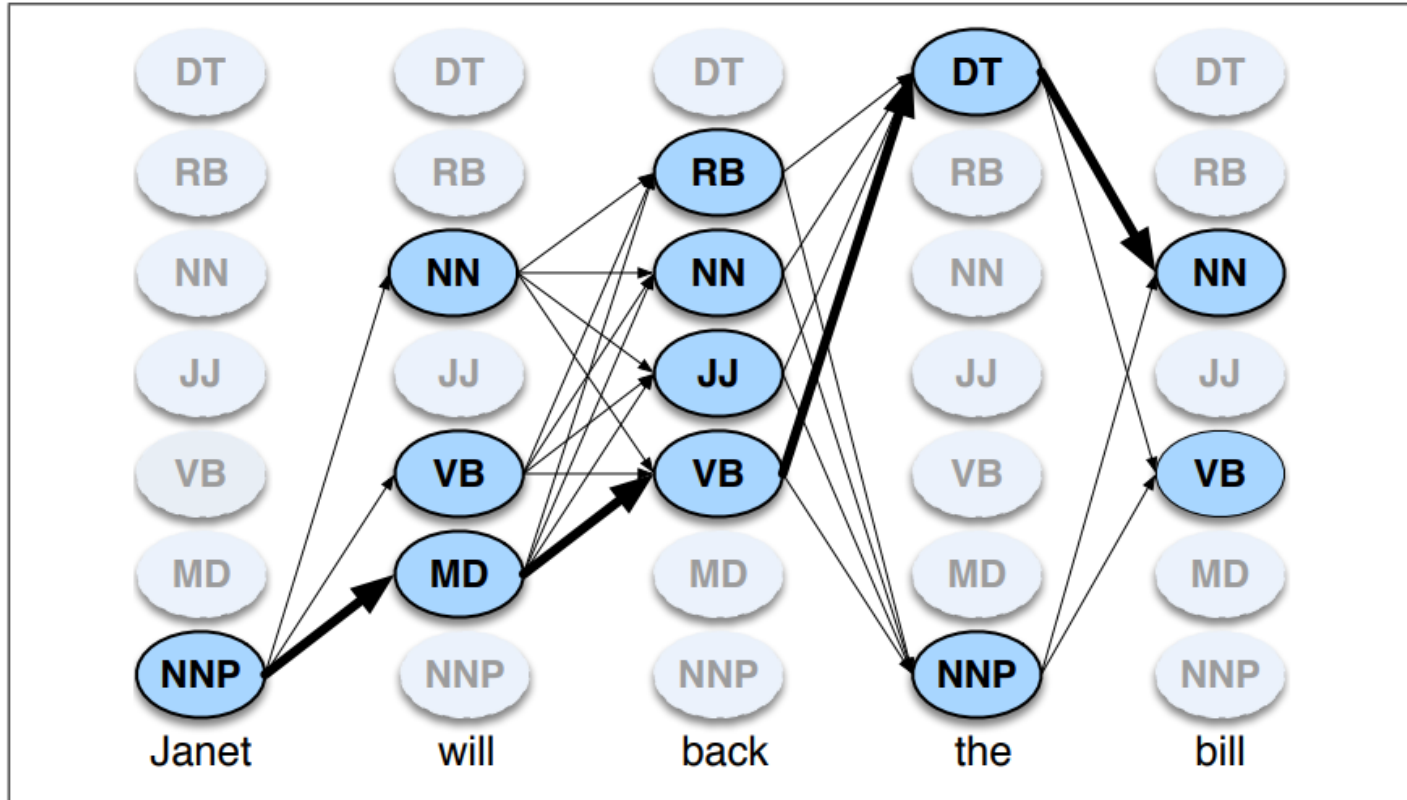 DT DT DT DT DT
RB RB RB RB RB
NN NN NN NN NN
JJ JJ JJ JJ JJ
VB VB VB VB VB
MD MD MD MD MD
NNP NNP NNP NNP NNP
Janet will back the bill